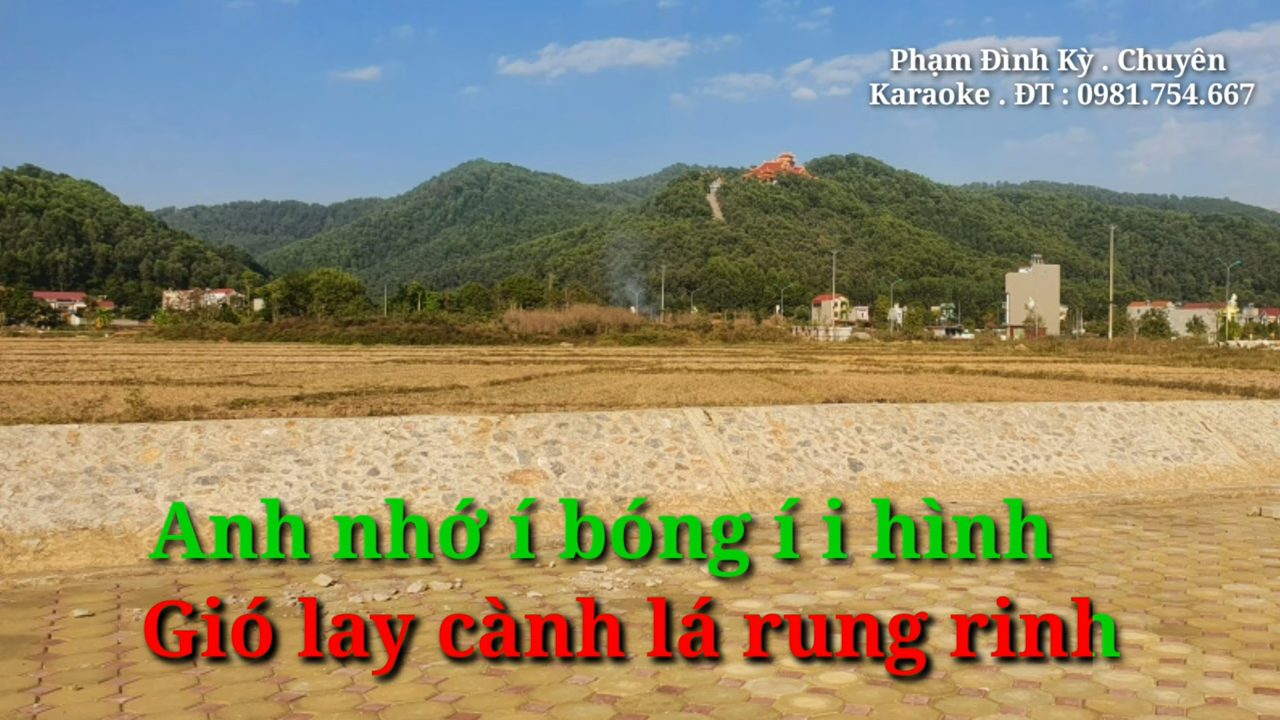 Phạm Đình Kỳ . Chuyên
Karaoke . ĐT : 0981.754.667
Anh nhớ í bóng í i hình
Gió lay cành lá rung rinh